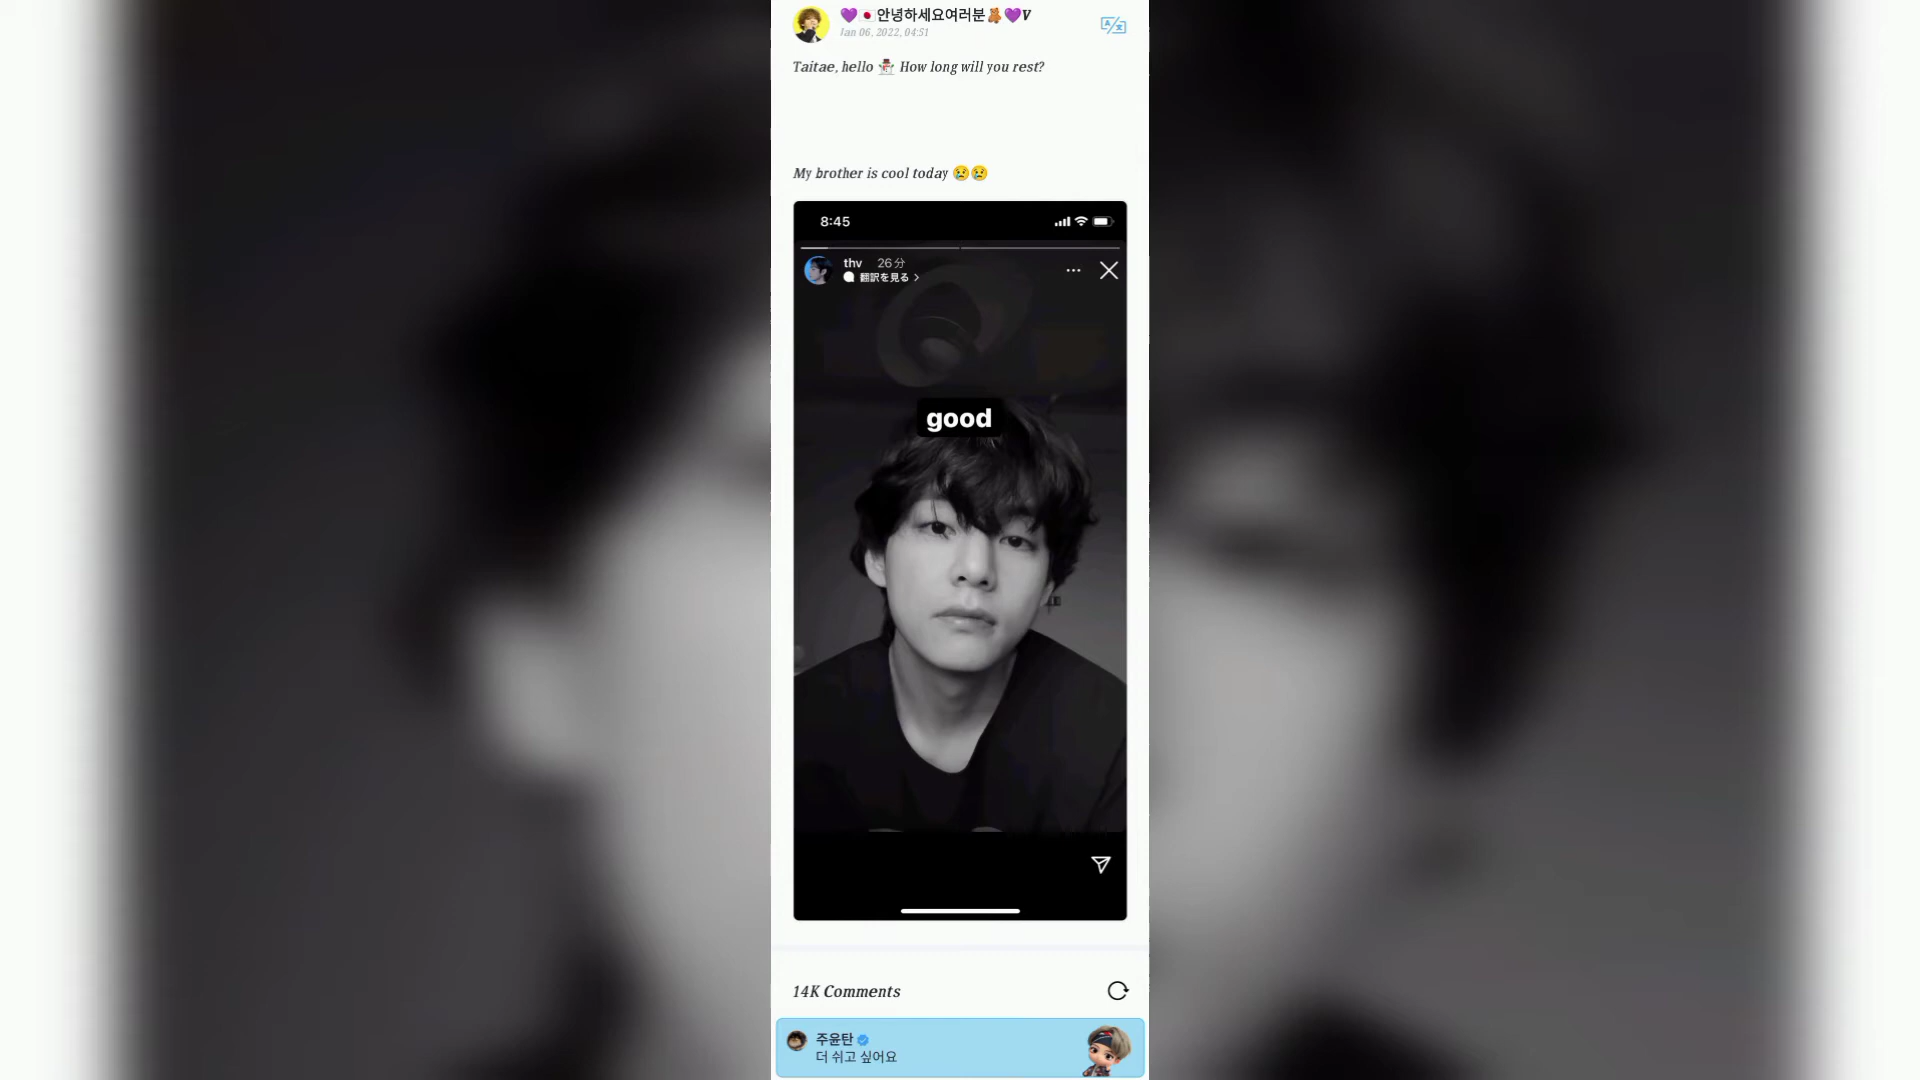 💜🇯🇵안녕하세요여러분🧸💜V
Jan 06, 2022, 04:51
Taitae, hello ⛄ How long will you rest?
My brother is cool today 😢😢
8:45
thv 26分
翻訳を見る >
good
14K Comments
주윤탄
더 쉬고 싶어요